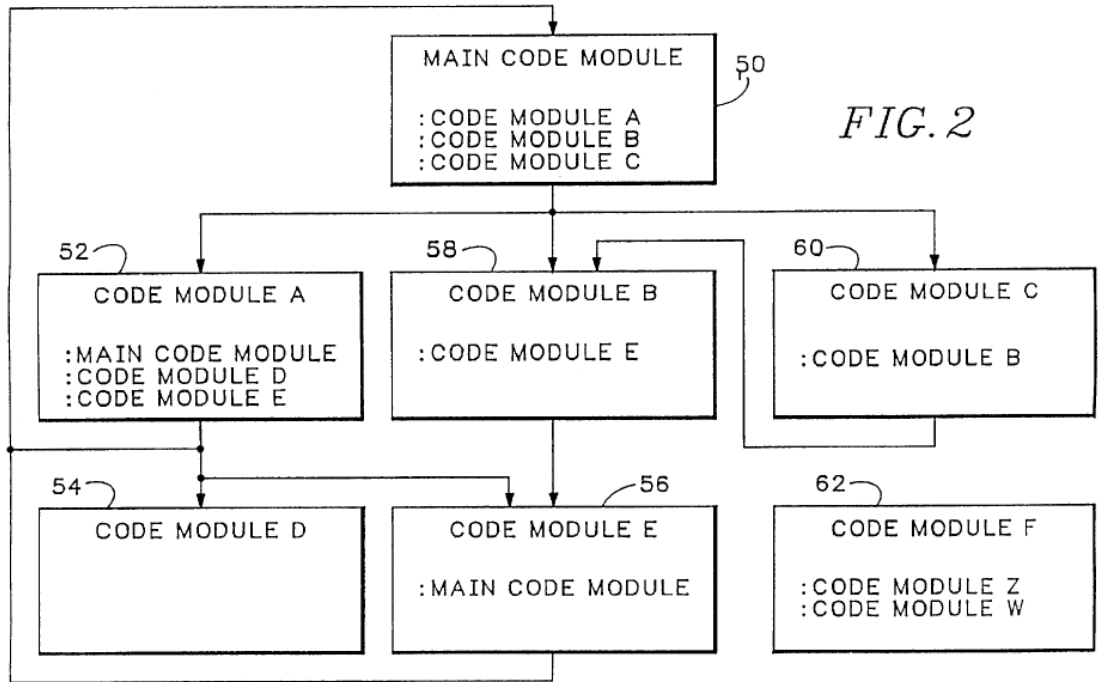 MAIN CODE MODULE
:CODE MODULE A
:CODE MODULE B
:CODE MODULE C
50
FIG. 2
52
CODE MODULE A
:MAIN CODE MODULE
:CODE MODULE D
:CODE MODULE E
58
CODE MODULE B
:CODE MODULE E
60
CODE MODULE C
:CODE MODULE B
54
CODE MODULE D
56
CODE MODULE E
:MAIN CODE MODULE
62
CODE MODULE F
:CODE MODULE Z
:CODE MODULE W